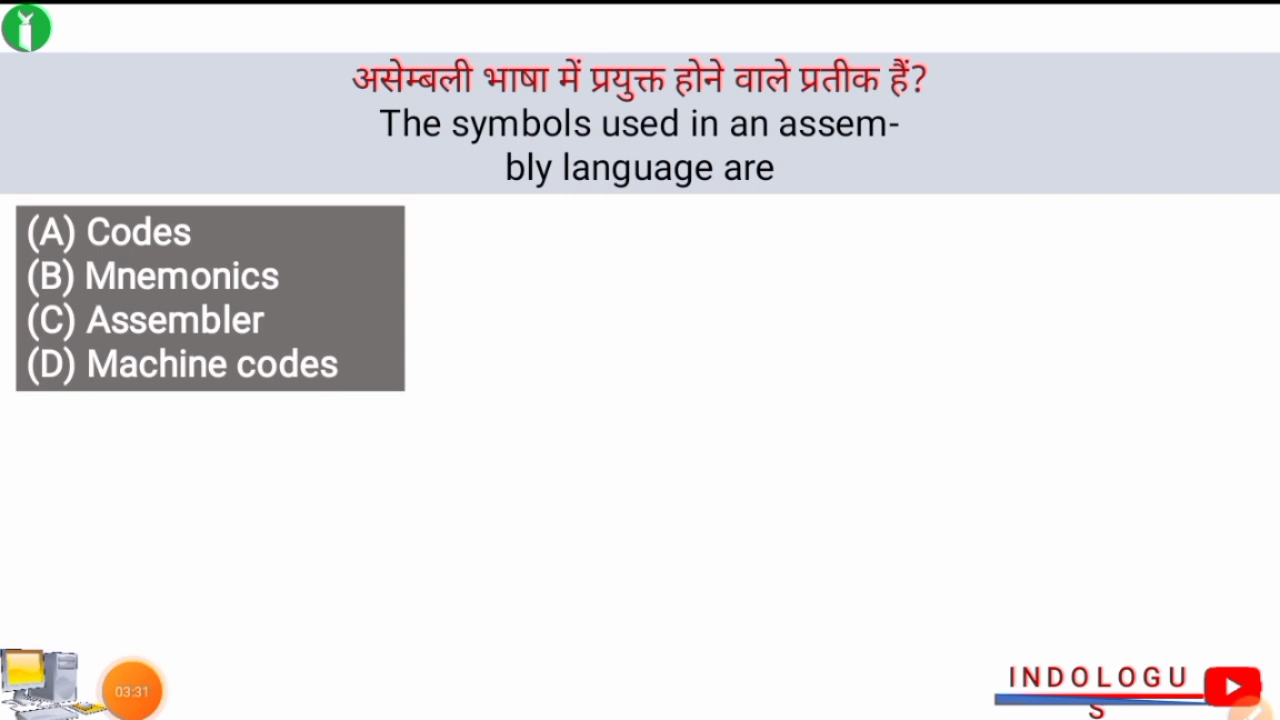 असेम्बली भाषा में प्रयुक्त होने वाले प्रतीक हैं?
The symbols used in an assem-
bly language are
(A) Codes
(B) Mnemonics
(C) Assembler
(D) Machine codes
03:31
INDOLOGU
S